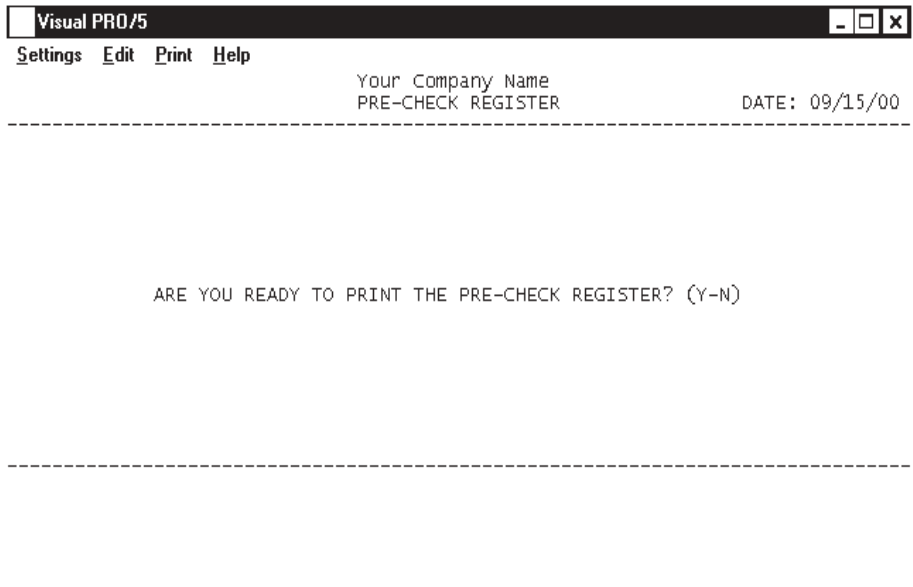 Visual PRO/5
Settings Edit Print Help
Your Company Name
PRE-CHECK REGISTER DATE: 09/15/00
ARE YOU READY TO PRINT THE PRE-CHECK REGISTER? (Y-N)